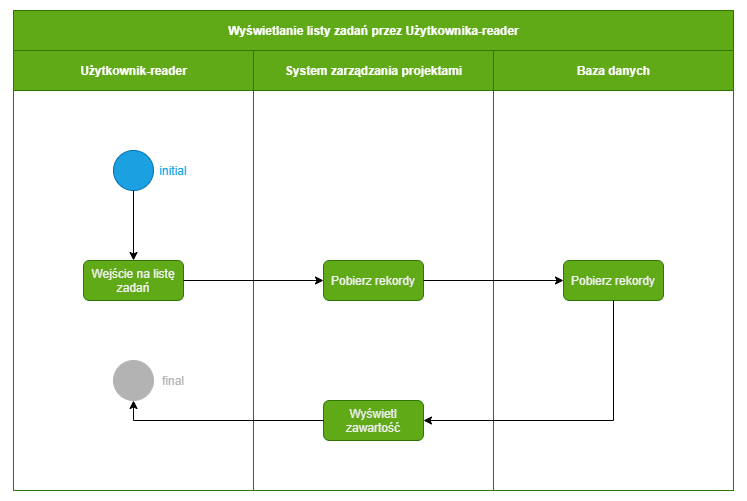 Wyświetlanie listy zadań przez Użytkownika-reader
Użytkownik-reader
System zarządzania projektami
Baza danych
initial
Wejście na listę
zadań
Pobierz rekordy
Pobierz rekordy
final
Wyświetl
zawartość